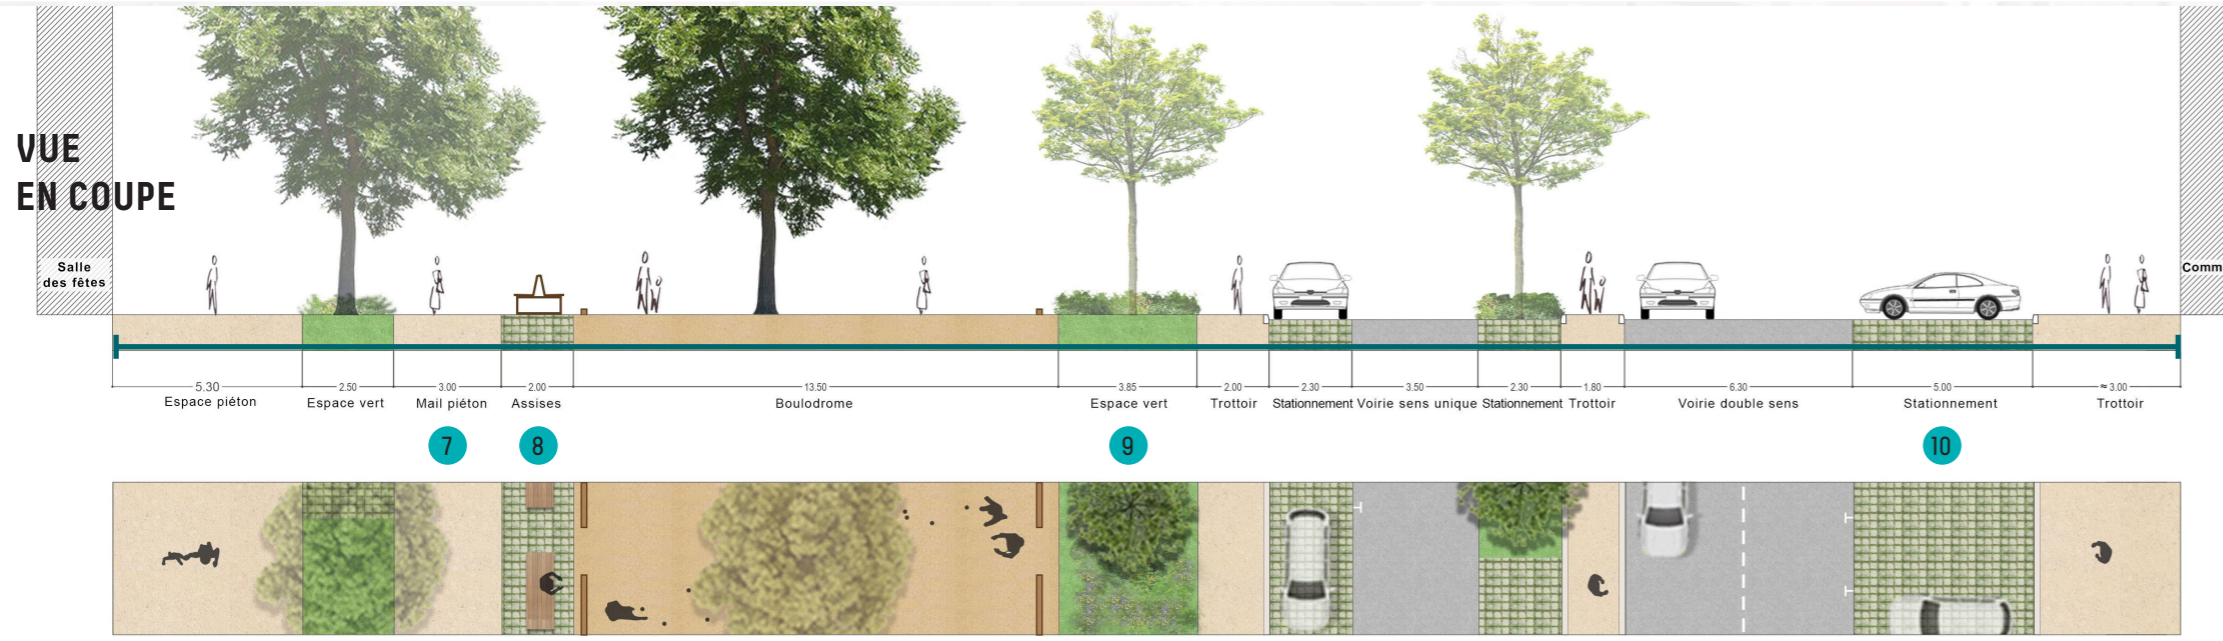 VUE
EN COUPE
Salle
des fêtes
Comm
5.30 2.50 3.00 2.00 13.50 3.85 2.00 2.30 3.50 2.30 1.80 6.30 5.00 ≈ 3.00
Espace piéton Espace vert Mail piéton Assises Boulodrome Espace vert Trottoir Stationnement Voirie sens unique Stationnement Trottoir Voirie double sens Stationnement Trottoir
7 8 9 10